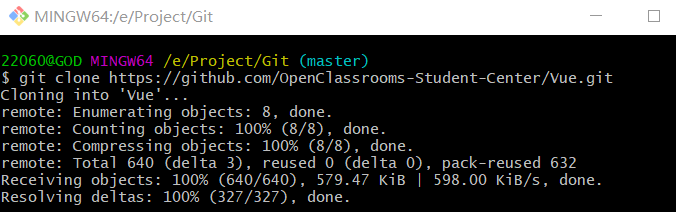 MINGW64:/e/Project/Git
22060@GOD MINGW64 /e/Project/Git (master)
$ git clone https://github.com/OpenClassrooms-Student-Center/Vue.git
Cloning into 'Vue'...
remote: Enumerating objects: 8, done.
remote: Counting objects: 100% (8/8), done.
remote: Compressing objects: 100% (8/8), done.
remote: Total 640 (delta 3), reused 0 (delta 0), pack-reused 632
Receiving objects: 100% (640/640), 579.47 KiB | 598.00 KiB/s, done.
Resolving deltas: 100% (327/327), done.